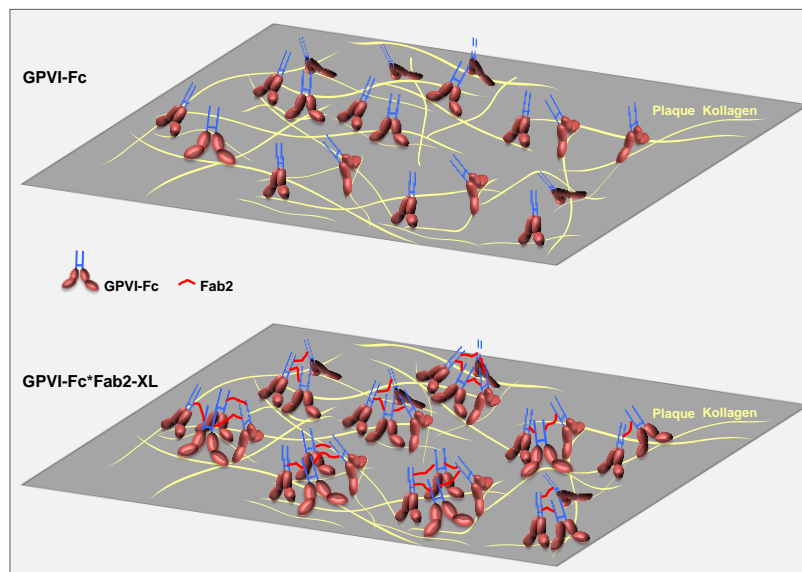 GPVI-Fc
Plaque Kollagen
GPVI-Fc
Fab2
GPVI-Fc*Fab2-XL
Plaque Kollagen